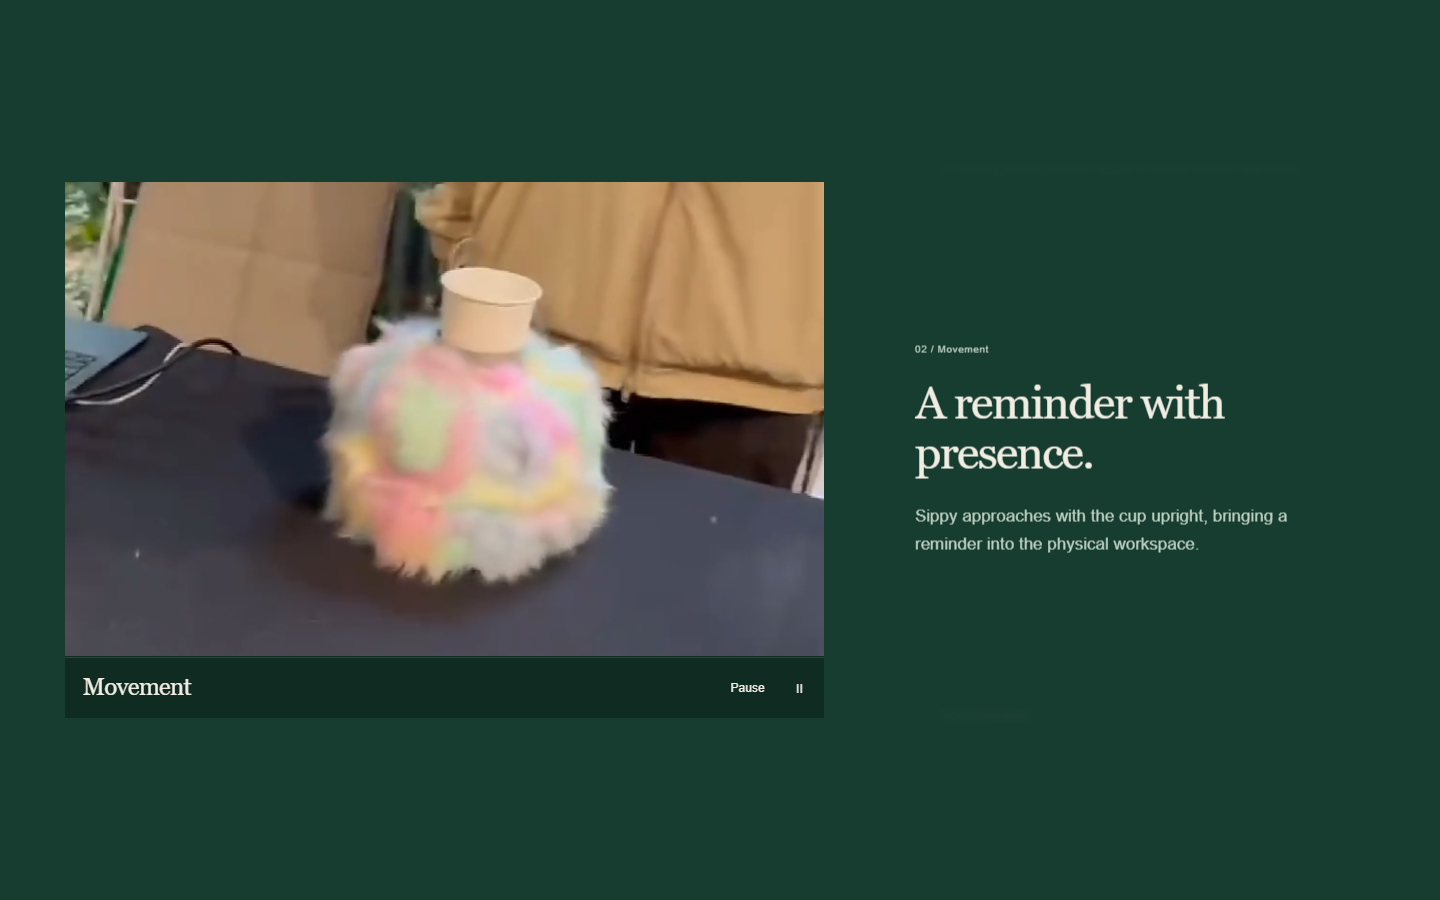 02 / Movement
A reminder with
presence.
Sippy approaches with the cup upright, bringing a
reminder into the physical workspace.
Movement
Pause